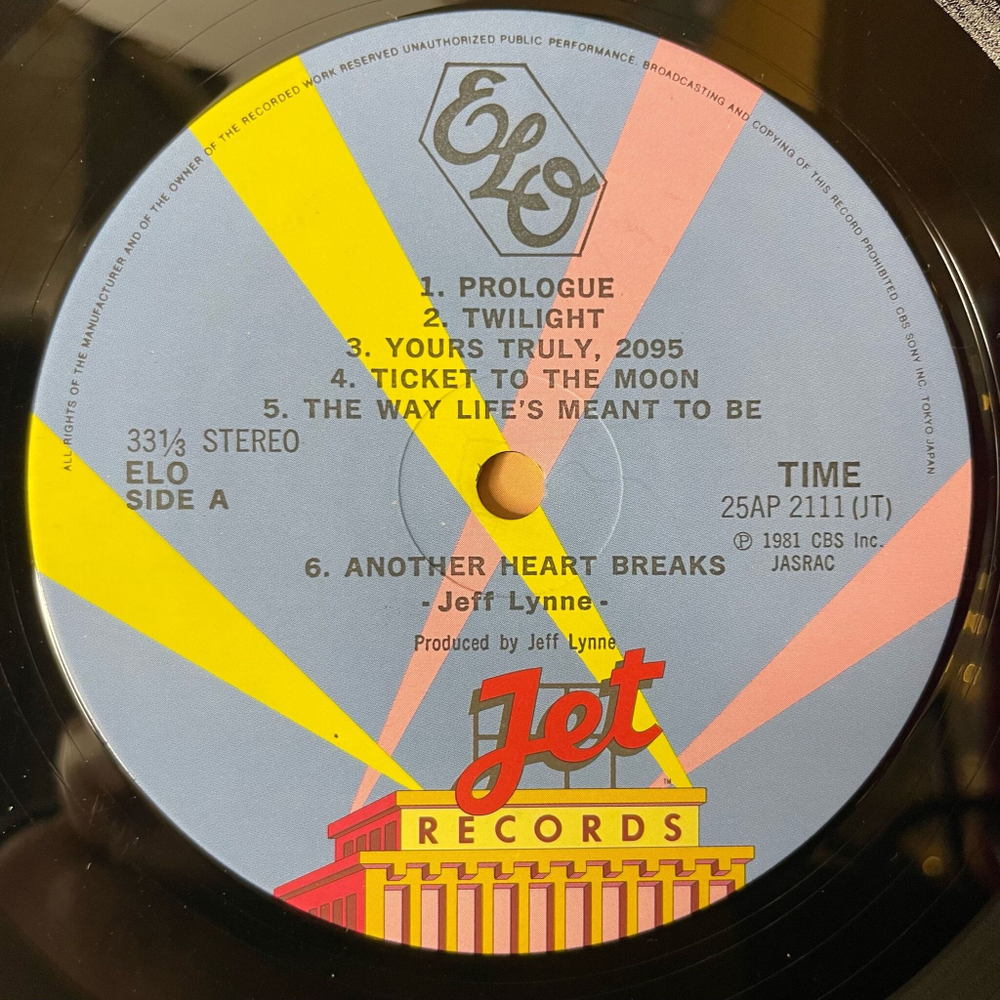 ALL RIGHTS OF THE MANUFACTURER AND OF THE OWNER OF THE RECORDED WORK RESERVED UNAUTHORIZED PUBLIC PERFORMANCE, BROADCASTING AND COPYING OF THIS RECORD PROHIBITED. CBS SONY INC. TOKYO JAPAN
ELO
1. PROLOGUE
2. TWILIGHT
3. YOURS TRULY, 2095
4. TICKET TO THE MOON
5. THE WAY LIFE'S MEANT TO BE
33⅓ STEREO
ELO
SIDE A
TIME
25AP 2111 (JT)
℗ 1981 CBS Inc.
JASRAC
6. ANOTHER HEART BREAKS
- Jeff Lynne -
Produced by Jeff Lynne
Jet
TM
RECORDS